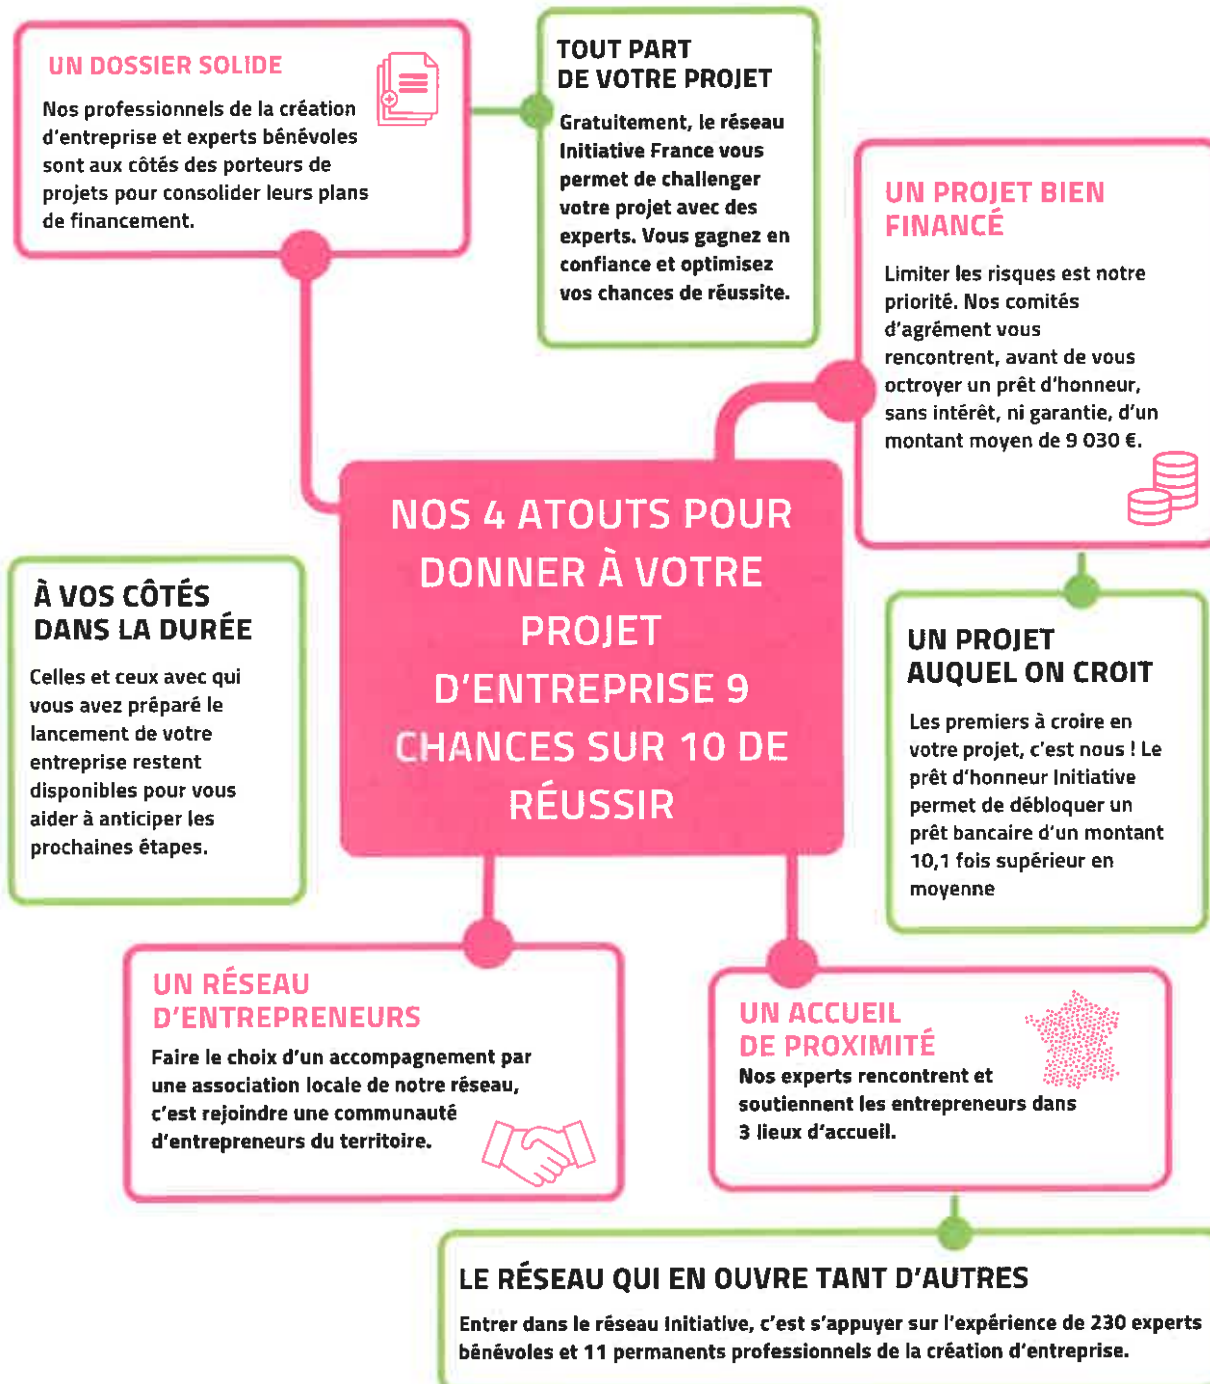 UN DOSSIER SOLIDE
Nos professionnels de la création
d'entreprise et experts bénévoles
sont aux côtés des porteurs de
projets pour consolider leurs plans
de financement.
TOUT PART
DE VOTRE PROJET
Gratuitement, le réseau
Initiative France vous
permet de challenger
votre projet avec des
experts. Vous gagnez en
confiance et optimisez
vos chances de réussite.
UN PROJET BIEN
FINANCÉ
Limiter les risques est notre
priorité. Nos comités
d'agrément vous
rencontrent, avant de vous
octroyer un prêt d'honneur,
sans intérêt, ni garantie, d'un
montant moyen de 9 030 €.
NOS 4 ATOUTS POUR
DONNER À VOTRE
PROJET
D'ENTREPRISE 9
CHANCES SUR 10 DE
RÉUSSIR
À VOS CÔTÉS
DANS LA DURÉE
Celles et ceux avec qui
vous avez préparé le
lancement de votre
entreprise restent
disponibles pour vous
aider à anticiper les
prochaines étapes.
UN PROJET
AUQUEL ON CROIT
Les premiers à croire en
votre projet, c'est nous ! Le
prêt d'honneur Initiative
permet de débloquer un
prêt bancaire d'un montant
10,1 fois supérieur en
moyenne
UN RÉSEAU
D'ENTREPRENEURS
Faire le choix d'un accompagnement par
une association locale de notre réseau,
c'est rejoindre une communauté
d'entrepreneurs du territoire.
UN ACCUEIL
DE PROXIMITÉ
Nos experts rencontrent et
soutiennent les entrepreneurs dans
3 lieux d'accueil.
LE RÉSEAU QUI EN OUVRE TANT D'AUTRES
Entrer dans le réseau Initiative, c'est s'appuyer sur l'expérience de 230 experts
bénévoles et 11 permanents professionnels de la création d'entreprise.